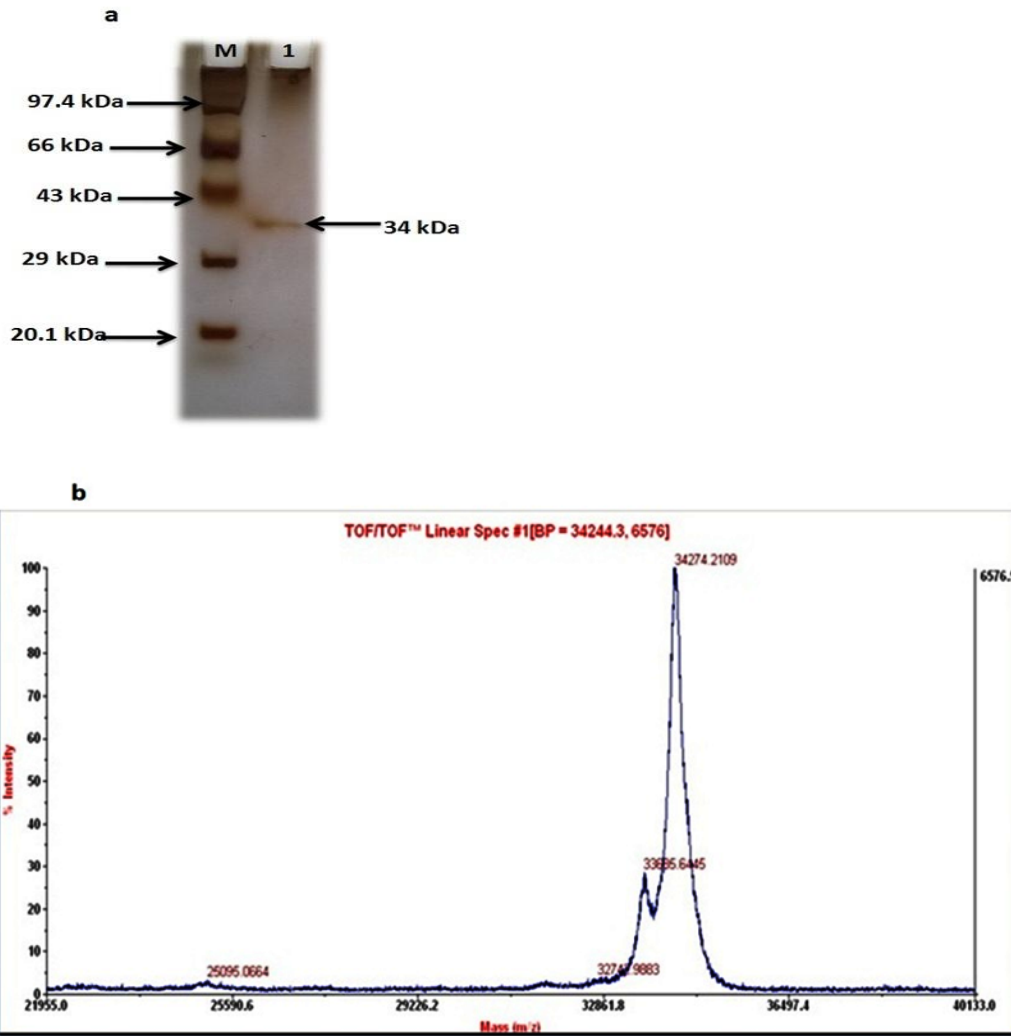 a
M 1
97.4 kDa
66 kDa
43 kDa
34 kDa
29 kDa
20.1 kDa
b
TOF/TOF™ Linear Spec #1[BP = 34244.3, 6576]
34274.2109
100
90
80
70
60
50
40
30
20
10
0
% Intensity
25095.0664
21955.0 25590.6 29226.2 32861.8 36497.4 40133.0
Mass (m/z)